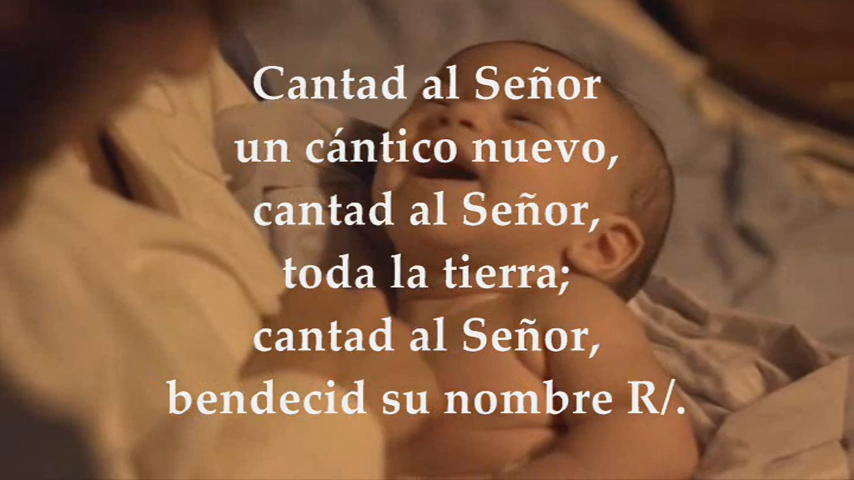 Cantad al Señor
un cántico nuevo,
cantad al Señor,
toda la tierra;
cantad al Señor,
bendecid su nombre R/.